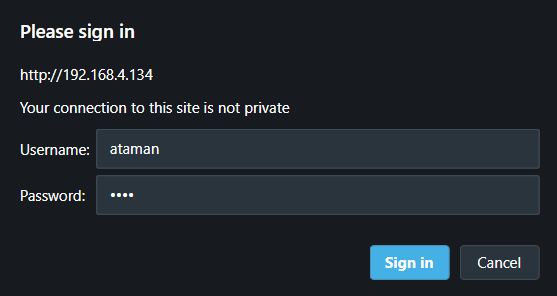 Please sign in
http://192.168.4.134
Your connection to this site is not private
Username: ataman
Password: ••••
Sign in Cancel